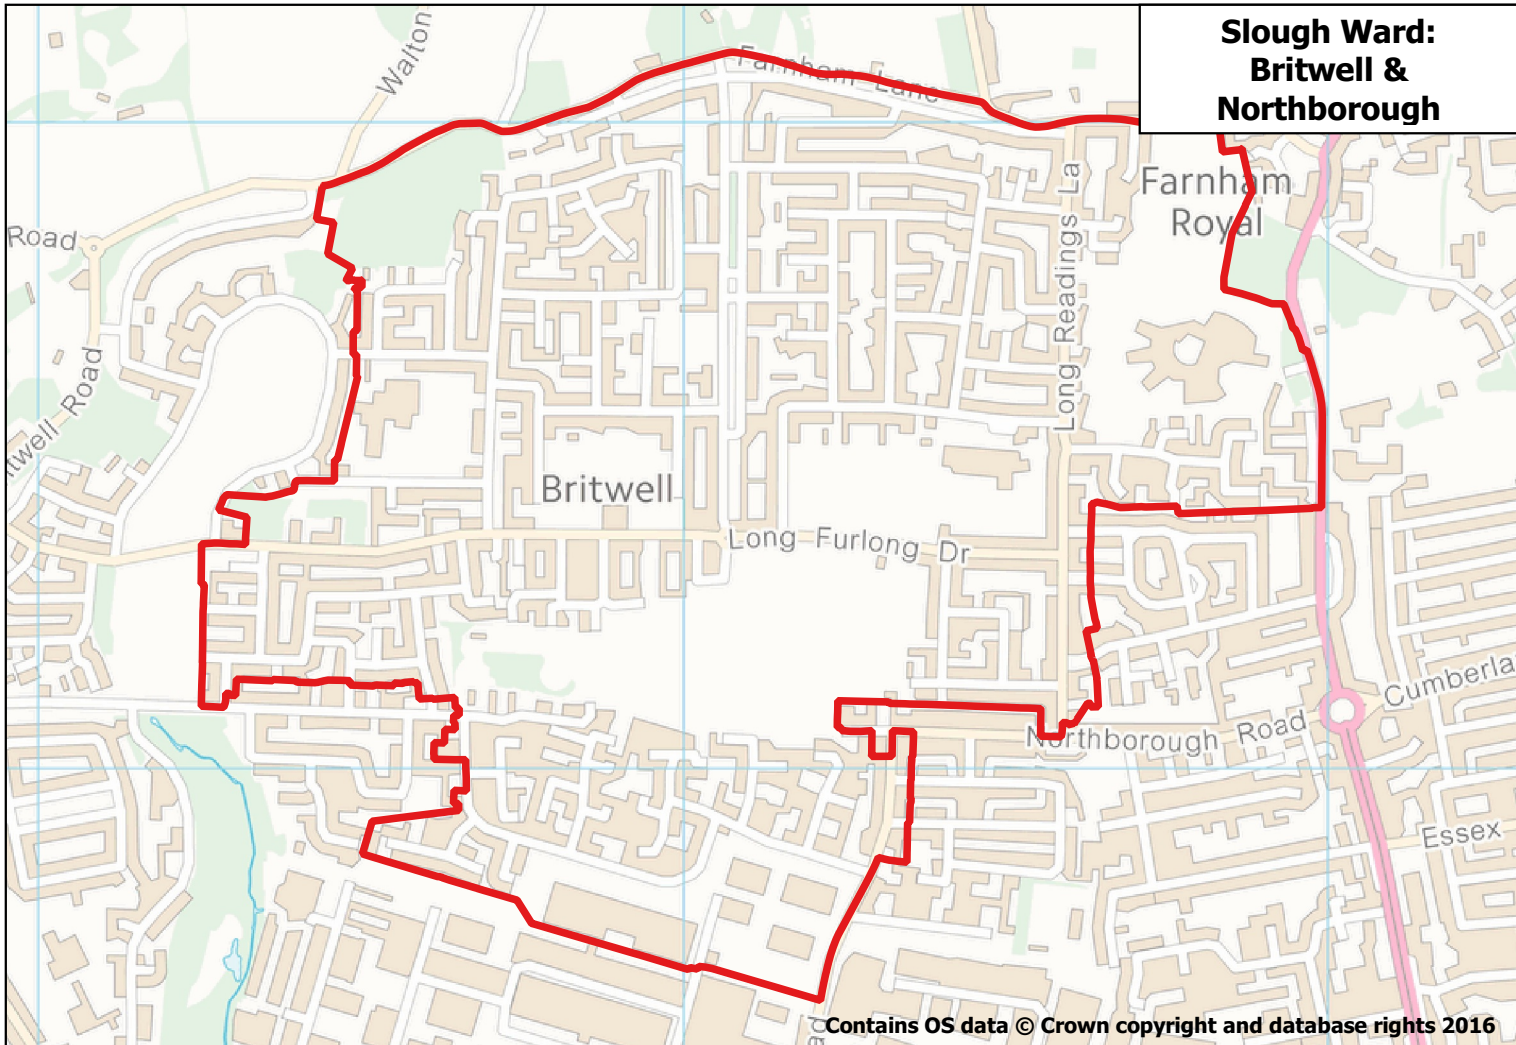 Slough Ward:
Britwell &
Northborough
Walton
Farnham Lane
Farnham
Royal
Road
Long Readings La
Road
Britwell
Long Furlong Dr
Northborough Road
Cumberla
Essex
Contains OS data © Crown copyright and database rights 2016